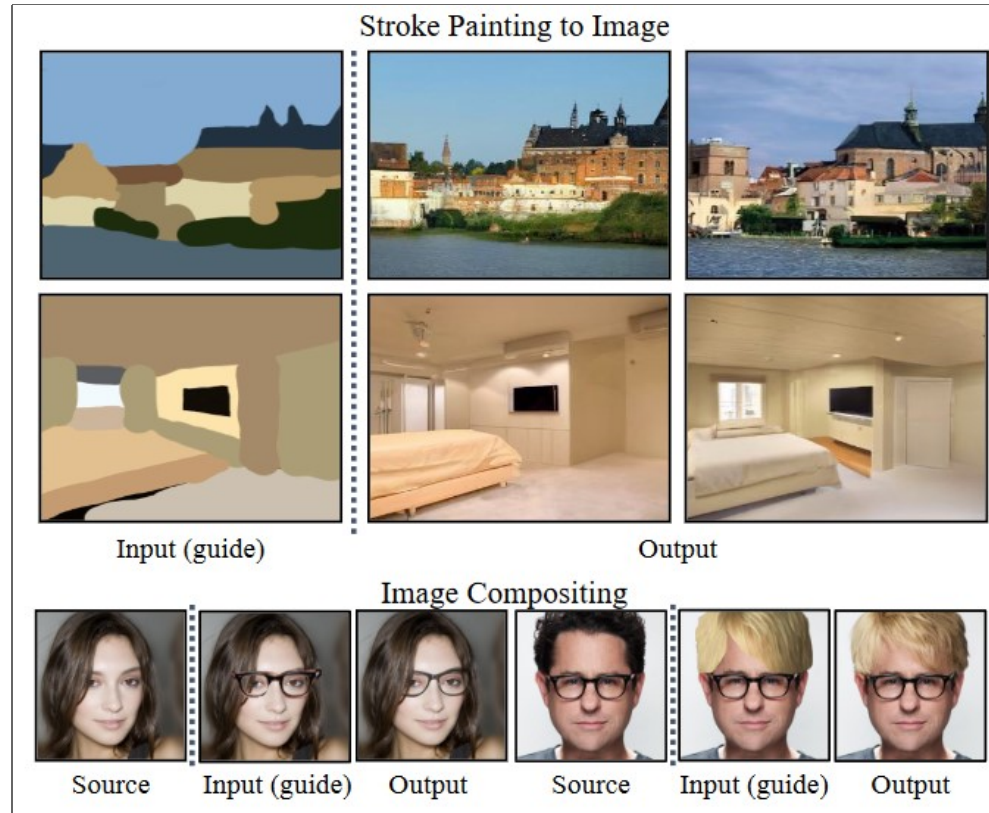 Stroke Painting to Image
Input (guide)
Output
Image Compositing
Source
Input (guide)
Output
Source
Input (guide)
Output